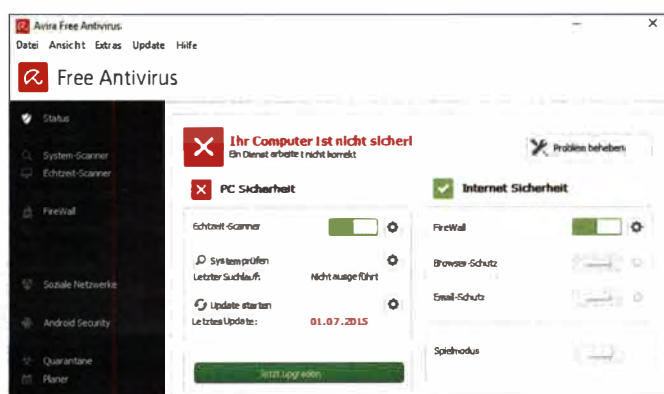 Avira Free Antivirus
Datei Ansicht Extras Update Hilfe
Free Antivirus
Status
System-Scanner
Echtzeit-Scanner
FireWall
Soziale Netzwerke
Android Security
Quarantäne
Planer
Ihr Computer ist nicht sicher!
Ein Dienst arbeitet nicht korrekt
Problem beheben
PC Sicherheit
Echtzeit-Scanner
System prüfen
Letzter Suchlauf: Nicht ausgeführt
Update starten
Letztes Update: 01.07.2015
Jetzt upgraden
Internet Sicherheit
FireWall
Browser-Schutz
Email-Schutz
Spielmodus